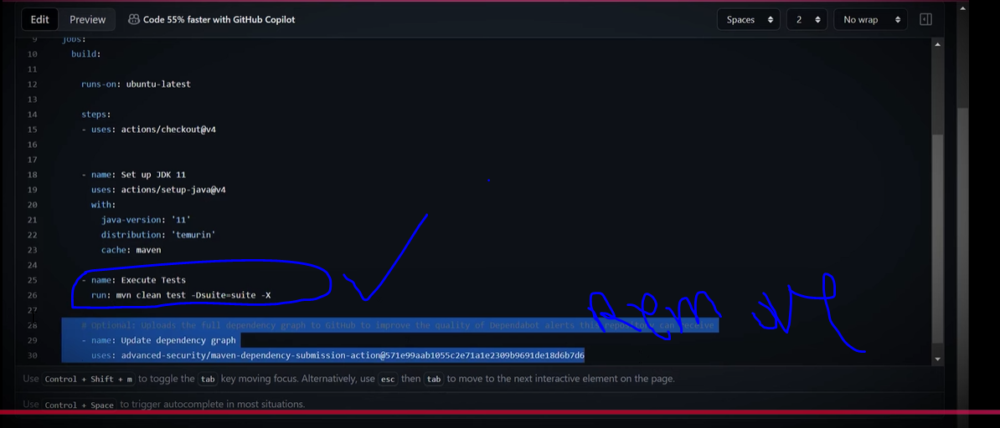 Edit Preview Code 55% faster with GitHub Copilot Spaces 2 No wrap
9 jobs:
10 build:
11
12 runs-on: ubuntu-latest
13
14 steps:
15 - uses: actions/checkout@v4
16
17
18 - name: Set up JDK 11
19 uses: actions/setup-java@v4
20 with:
21 java-version: '11'
22 distribution: 'temurin'
23 cache: maven
24
25 - name: Execute Tests
26 run: mvn clean test -Dsuite=suite -X
27
28 # Optional: Uploads the full dependency graph to GitHub to improve the quality of Dependabot alerts this repository can receive
29 - name: Update dependency graph
30 uses: advanced-security/maven-dependency-submission-action@571e99aab1055c2e71a1e2309b9691de18d6b7d6
Use Control + Shift + m to toggle the tab key moving focus. Alternatively, use esc then tab to move to the next interactive element on the page.
Use Control + Space to trigger autocomplete in most situations.